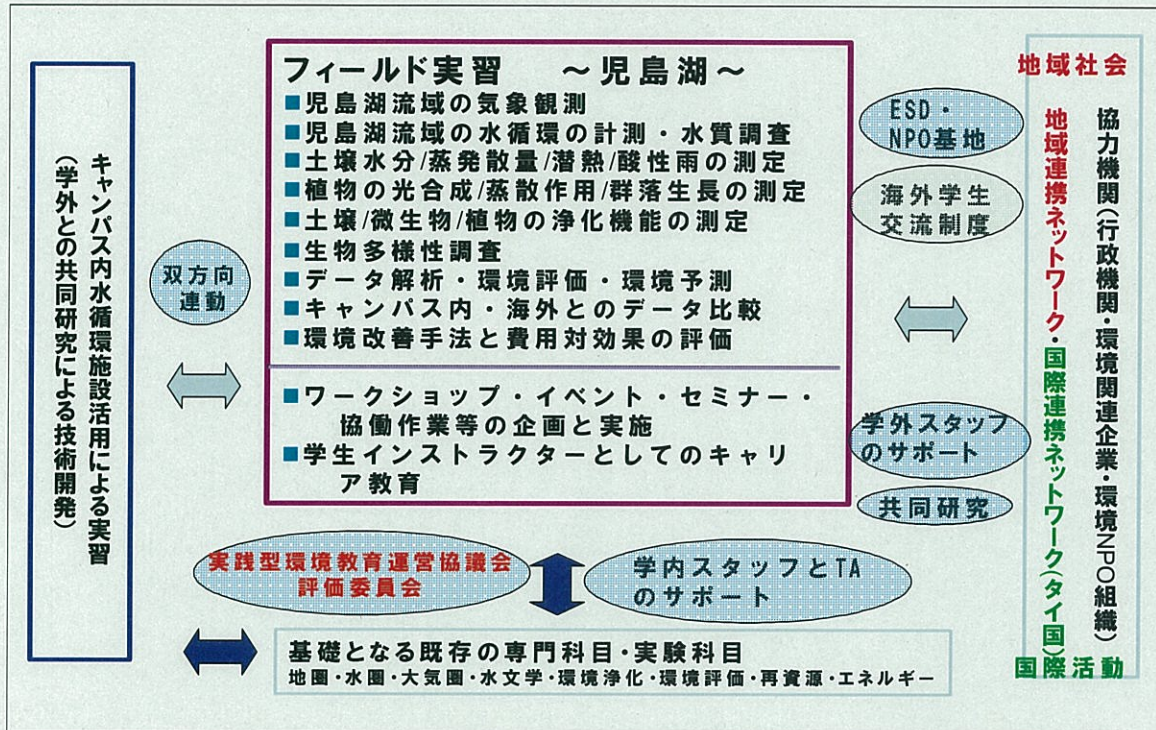 キャンパス内水循環施設活用による実習
(学外との共同研究による技術開発)
双方向
連動
フィールド実習 ～児島湖～
■児島湖流域の気象観測
■児島湖流域の水循環の計測・水質調査
■土壌水分/蒸発散量/潜熱/酸性雨の測定
■植物の光合成/蒸散作用/群落生長の測定
■土壌/微生物/植物の浄化機能の測定
■生物多様性調査
■データ解析・環境評価・環境予測
■キャンパス内・海外とのデータ比較
■環境改善手法と費用対効果の評価
■ワークショップ・イベント・セミナー・
協働作業等の企画と実施
■学生インストラクターとしてのキャリ
ア教育
ESD・
NPO基地
海外学生
交流制度
学外スタッフ
のサポート
共同研究
地域社会
協力機関(行政機関・環境関連企業・環境NPO組織)
地域連携ネットワーク・国際連携ネットワーク(タイ国)
国際活動
実践型環境教育運営協議会
評価委員会
学内スタッフとTA
のサポート
基礎となる既存の専門科目・実験科目
地圏・水圏・大気圏・水文学・環境浄化・環境評価・再資源・エネルギー